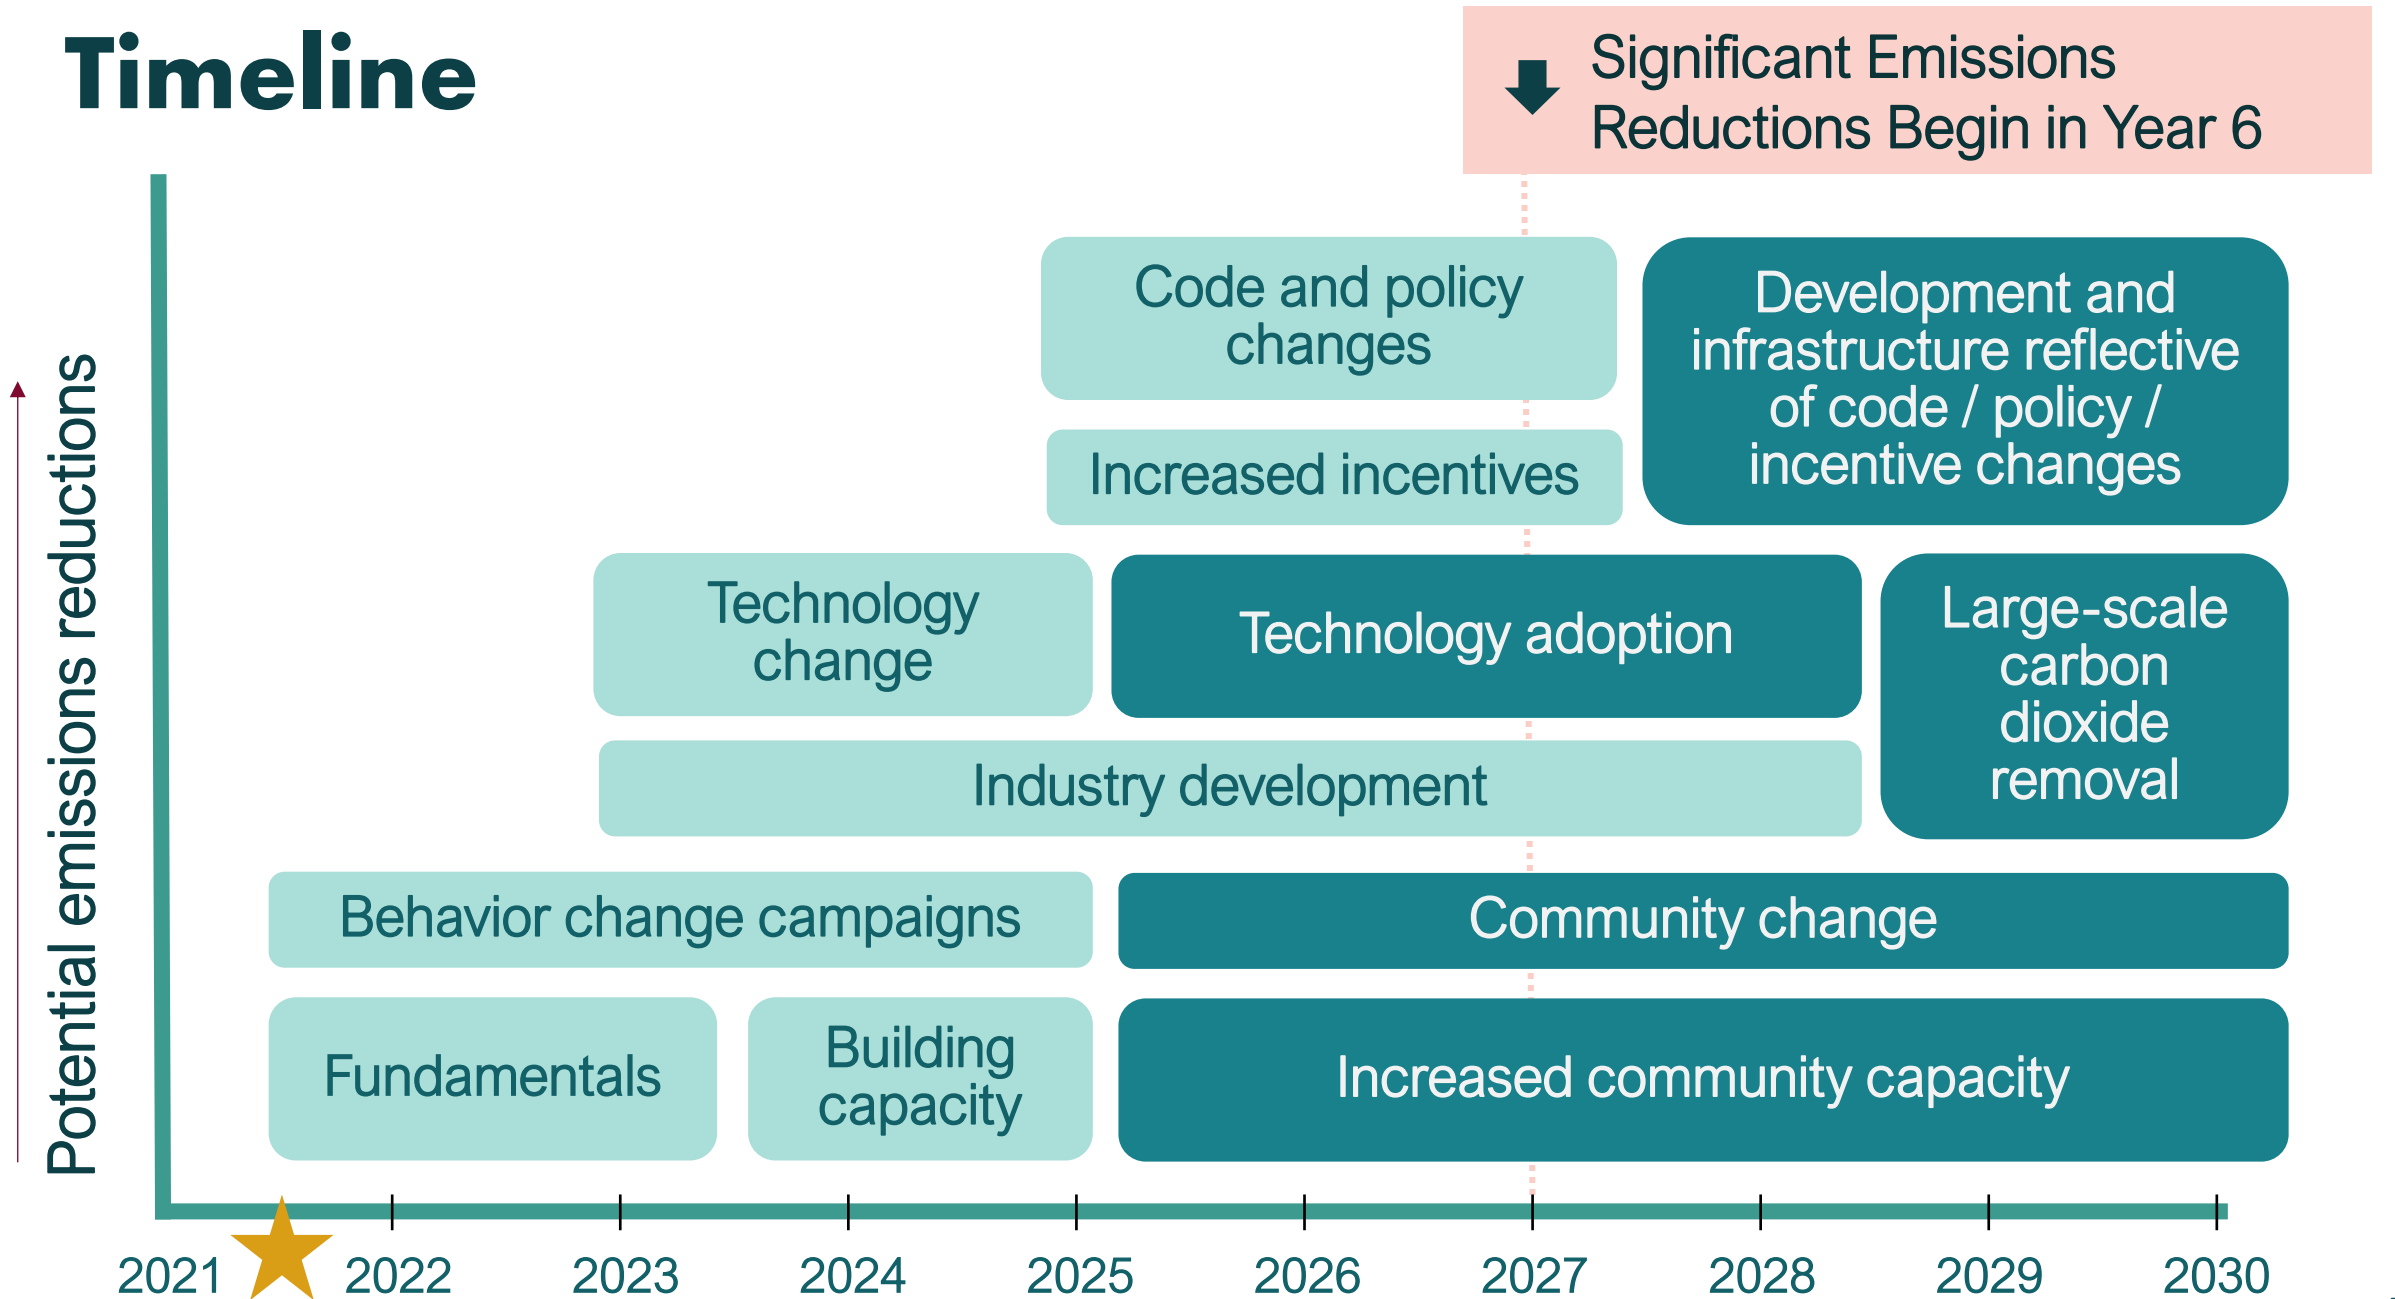 Timeline
Significant Emissions
Reductions Begin in Year 6
Potential emissions reductions
Code and policy
changes
Development and
infrastructure reflective
of code / policy /
incentive changes
Increased incentives
Technology
change
Technology adoption
Large-scale
carbon
dioxide
removal
Industry development
Behavior change campaigns
Community change
Fundamentals
Building
capacity
Increased community capacity
2021 2022 2023 2024 2025 2026 2027 2028 2029 2030